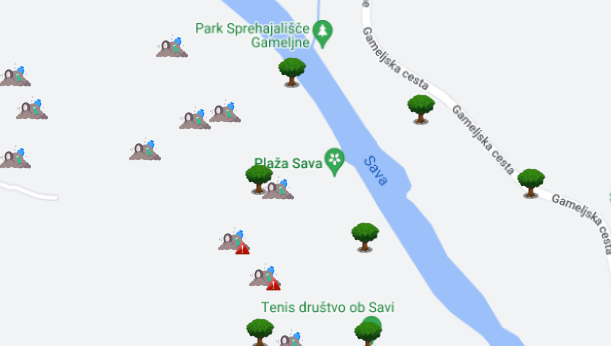 Park Sprehajališče
Gameljne
Gameljska cesta
Gameljska cesta
Plaža Sava
Sava
Gameljska cesta
Tenis društvo ob Savi